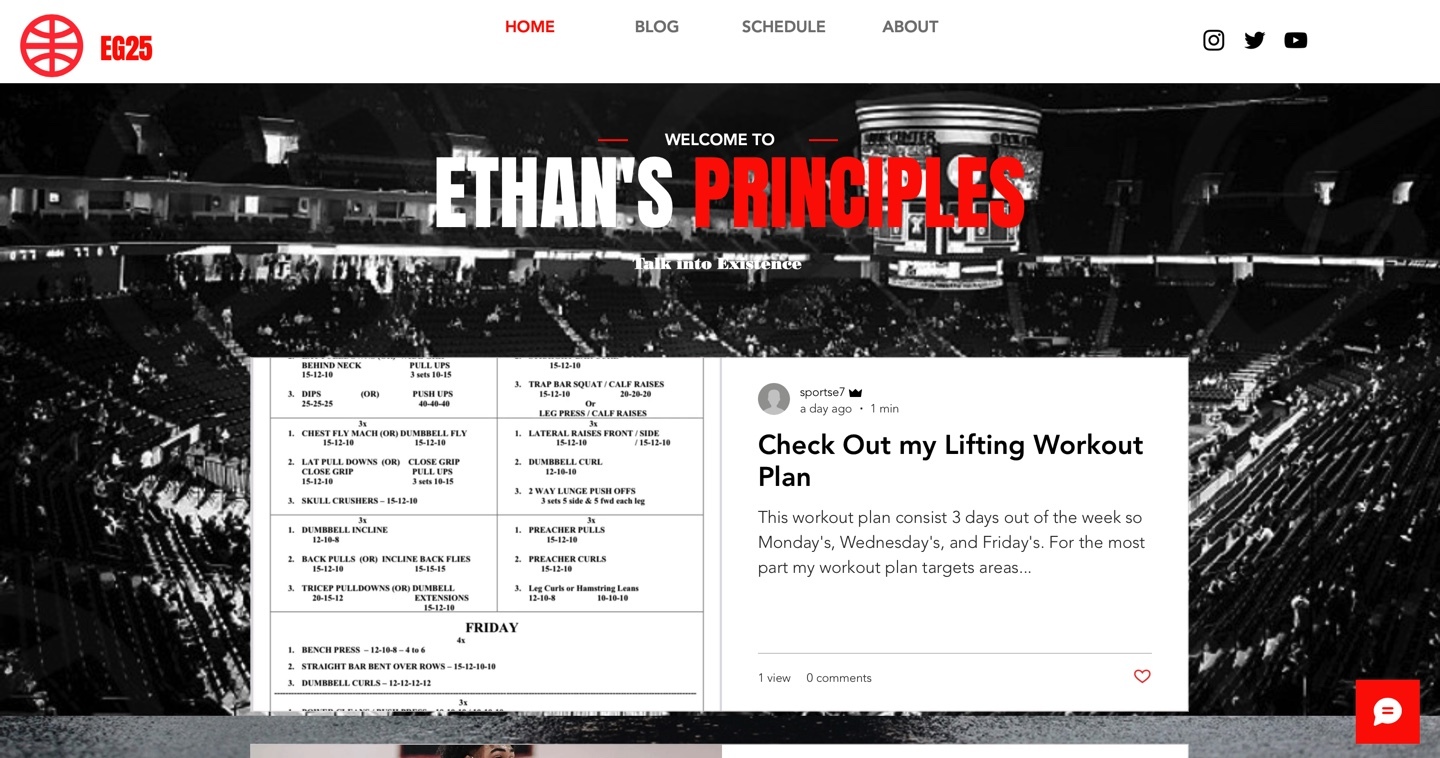 EG25
HOME
BLOG
SCHEDULE
ABOUT
WELCOME TO
ETHAN'S PRINCIPLES
Talk into Existence
BEHIND NECK PULL UPS
15-12-10 3 sets 10-15
3. DIPS (OR) PUSH UPS
25-25-25 40-40-40
3x
1. CHEST FLY MACH (OR) DUMBBELL FLY
15-12-10 15-12-10
2. LAT PULL DOWNS (OR) CLOSE GRIP
CLOSE GRIP PULL UPS
15-12-10 3 sets 10-15
3. SKULL CRUSHERS – 15-12-10
3x
1. DUMBBELL INCLINE
12-10-8
2. BACK PULLS (OR) INCLINE BACK FLIES
15-12-10 15-15-15
3. TRICEP PULLDOWNS (OR) DUMBELL
20-15-12 EXTENSIONS
15-12-10
15-12-10
3. TRAP BAR SQUAT / CALF RAISES
15-12-10 20-20-20
Or
LEG PRESS / CALF RAISES
3x
1. LATERAL RAISES FRONT / SIDE
15-12-10 / 15-12-10
2. DUMBBELL CURL
12-10-10
3. 2 WAY LUNGE PUSH OFFS
3 sets 5 side & 5 fwd each leg
3x
1. PREACHER PULLS
15-12-10
2. PREACHER CURLS
15-12-10
3. Leg Curls or Hamstring Leans
12-10-8 10-10-10
FRIDAY
4x
1. BENCH PRESS – 12-10-8 – 4 to 6
2. STRAIGHT BAR BENT OVER ROWS – 15-12-10-10
3. DUMBBELL CURLS – 12-12-12-12
3x
sportse7
a day ago · 1 min
Check Out my Lifting Workout
Plan
This workout plan consist 3 days out of the week so
Monday's, Wednesday's, and Friday's. For the most
part my workout plan targets areas...
1 view 0 comments